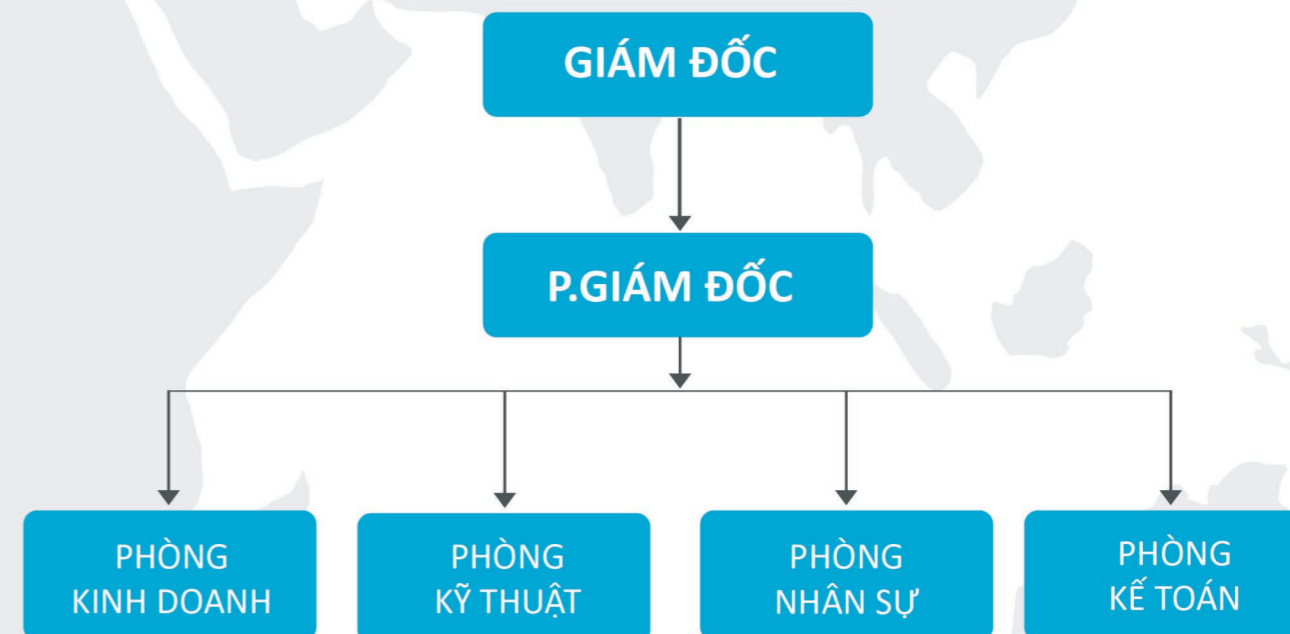 GIÁM ĐỐC
P.GIÁM ĐỐC
PHÒNG
KINH DOANH
PHÒNG
KỸ THUẬT
PHÒNG
NHÂN SỰ
PHÒNG
KẾ TOÁN